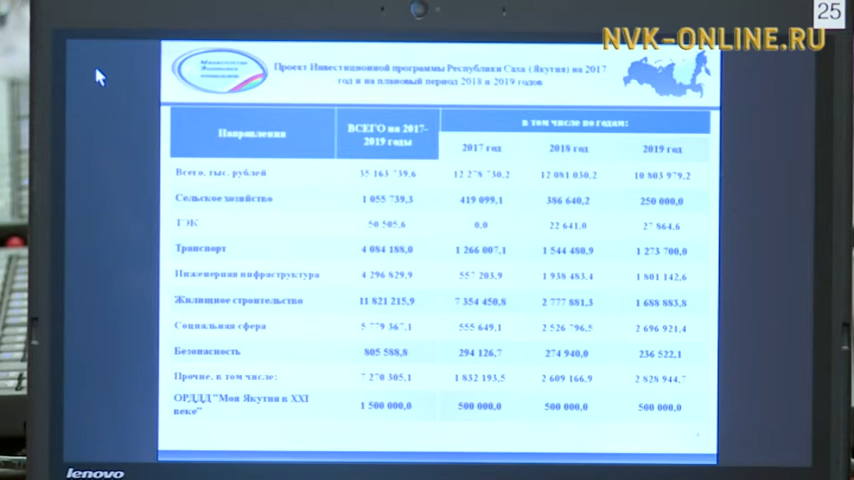 25
NVK-ONLINE.RU
Министерство
Экономики
Проект Инвестиционной программы Республики Саха (Якутия) на 2017
год и на плановый период 2018 и 2019 годов
Направления
ВСЕГО на 2017-
2019 годы
в том числе по годам:
2017 год 2018 год 2019 год
Всего, тыс. рублей 35 163 739,6 12 278 730,2 12 081 030,2 10 803 979,2
Сельское хозяйство 1 055 739,3 419 099,1 386 640,2 250 000,0
ТЭК 50 505,6 0,0 22 641,0 27 864,6
Транспорт 4 084 188,0 1 266 007,1 1 544 480,9 1 273 700,0
Инженерная инфраструктура 4 296 829,9 557 203,9 1 938 483,4 1 801 142,6
Жилищное строительство 11 821 215,9 7 354 450,8 2 777 881,3 1 688 883,8
Социальная сфера 5 779 367,1 555 649,1 2 526 796,5 2 696 921,4
Безопасность 805 588,8 294 126,7 274 940,0 236 522,1
Прочие, в том числе: 7 270 305,1 1 832 193,5 2 609 166,9 2 828 944,7
ОРДДД "Моя Якутия в XXI
веке" 1 500 000,0 500 000,0 500 000,0 500 000,0
lenovo